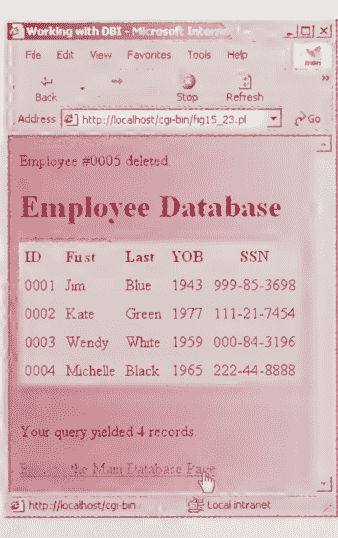 Working with DBI - Microsoft Internet
File Edit View Favorites Tools Help
Back Stop Refresh
Address http://localhost/cgi-bin/fig15_23.pl Go
Employee #0005 deleted.
Employee Database
ID First Last YOB SSN
0001 Jim Blue 1943 999-85-3698
0002 Kate Green 1977 111-21-7454
0003 Wendy White 1959 000-84-3196
0004 Michelle Black 1965 222-44-8888
Your query yielded 4 records.
the Main Database Page
http://localhost/cgi-bin Local intranet